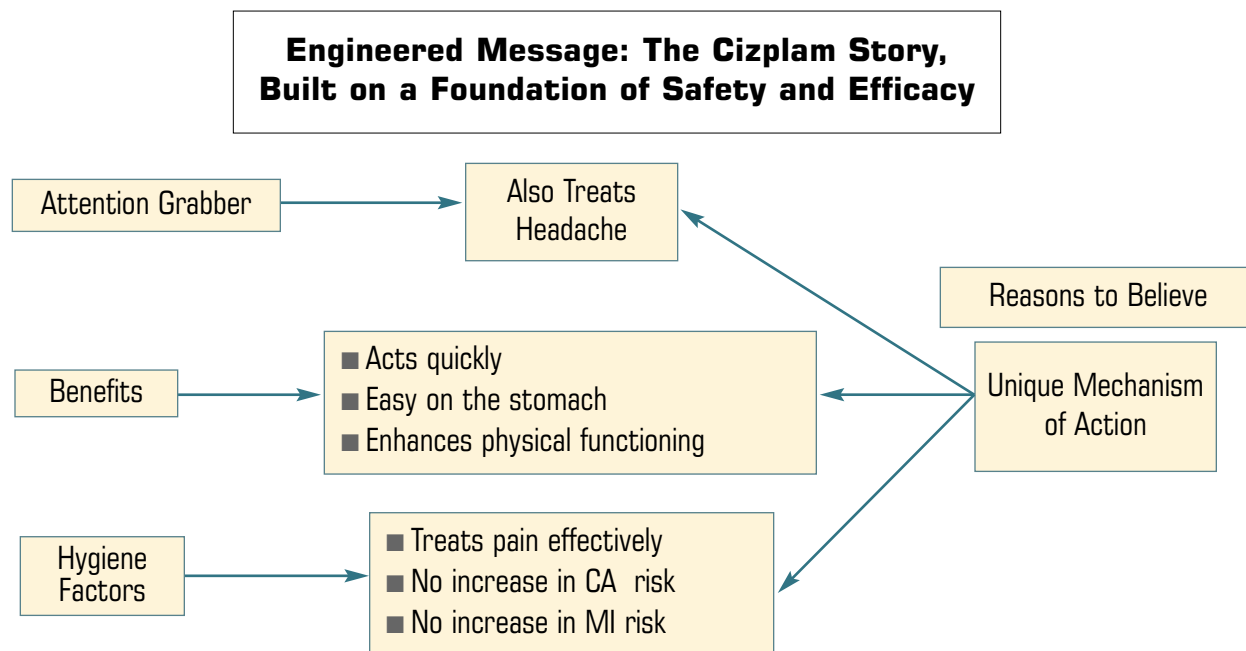 Engineered Message: The Cizplam Story,
Built on a Foundation of Safety and Efficacy
Attention Grabber
Also Treats
Headache
Reasons to Believe
Unique Mechanism
of Action
Benefits
■ Acts quickly
■ Easy on the stomach
■ Enhances physical functioning
Hygiene
Factors
■ Treats pain effectively
■ No increase in CA risk
■ No increase in MI risk